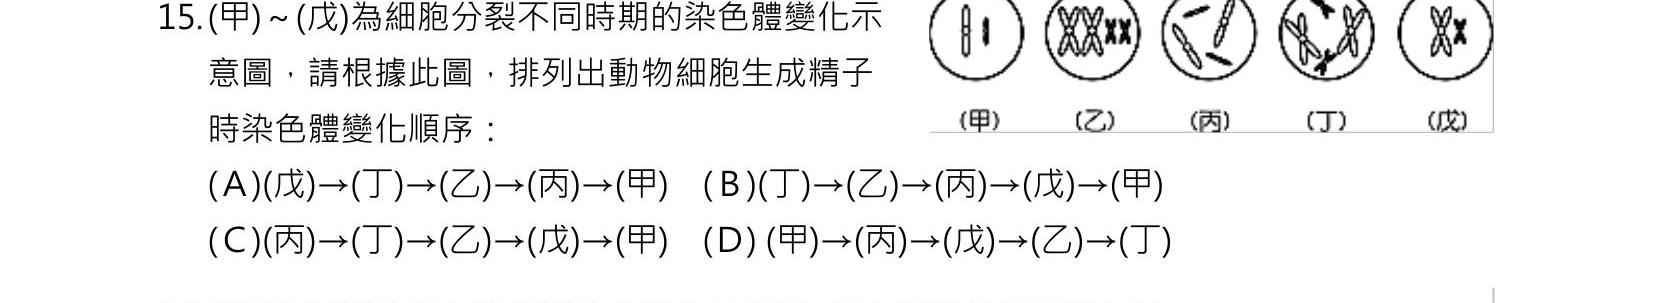 15.(甲)~(戊)為細胞分裂不同時期的染色體變化示
意圖，請根據此圖，排列出動物細胞生成精子
時染色體變化順序：
(甲) (乙) (丙) (丁) (戊)
(A)(戊)→(丁)→(乙)→(丙)→(甲) (B)(丁)→(乙)→(丙)→(戊)→(甲)
(C)(丙)→(丁)→(乙)→(戊)→(甲) (D) (甲)→(丙)→(戊)→(乙)→(丁)